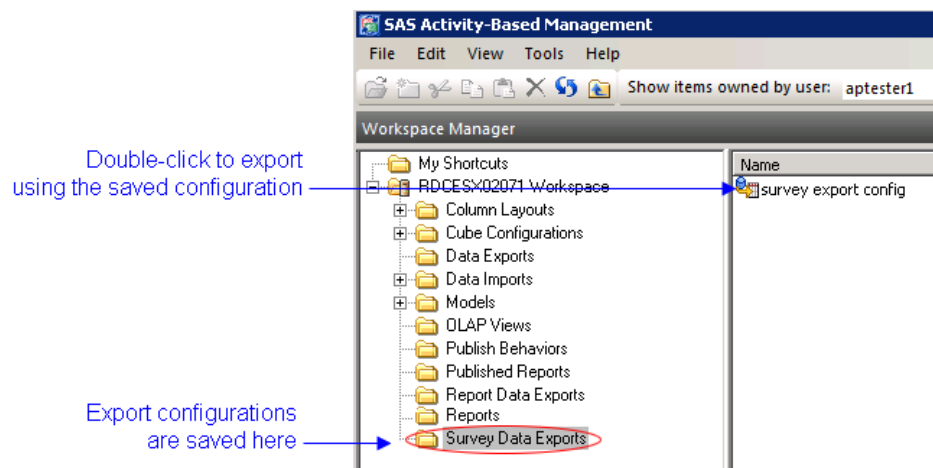 SAS Activity-Based Management
File Edit View Tools Help
Show items owned by user: aptester1
Workspace Manager
Double-click to export
using the saved configuration
My Shortcuts
RDCESX02071 Workspace
Column Layouts
Cube Configurations
Data Exports
Data Imports
Models
OLAP Views
Publish Behaviors
Published Reports
Report Data Exports
Reports
Survey Data Exports
Name
survey export config
Export configurations
are saved here